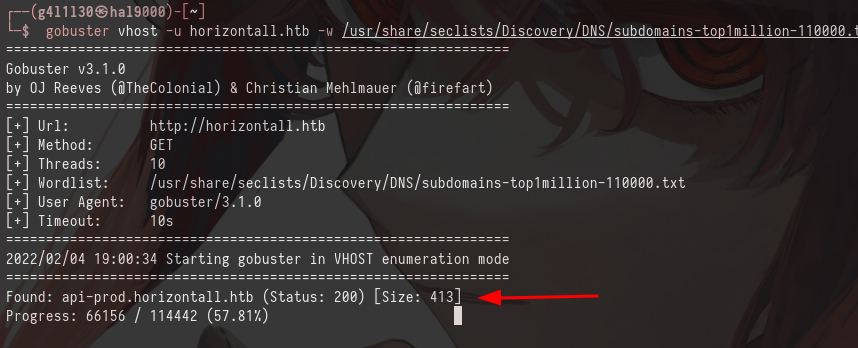 ┌──(g4l1l30㉿hal9000)-[~]
└─$ gobuster vhost -u horizontall.htb -w /usr/share/seclists/Discovery/DNS/subdomains-top1million-110000.t
===============================================================
Gobuster v3.1.0
by OJ Reeves (@TheColonial) & Christian Mehlmauer (@firefart)
===============================================================
[+] Url:          http://horizontall.htb
[+] Method:       GET
[+] Threads:      10
[+] Wordlist:     /usr/share/seclists/Discovery/DNS/subdomains-top1million-110000.txt
[+] User Agent:   gobuster/3.1.0
[+] Timeout:      10s
===============================================================
2022/02/04 19:00:34 Starting gobuster in VHOST enumeration mode
===============================================================
Found: api-prod.horizontall.htb (Status: 200) [Size: 413]
Progress: 66156 / 114442 (57.81%)